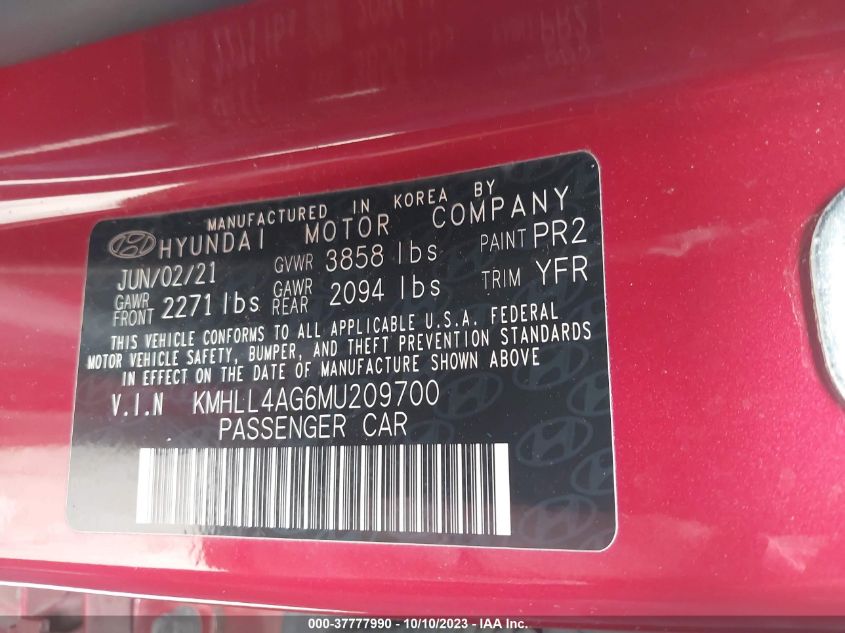 MANUFACTURED IN KOREA BY
HYUNDAI MOTOR COMPANY
JUN/02/21 GVWR 3858 lbs PAINT PR2
GAWR FRONT 2271 lbs GAWR REAR 2094 lbs TRIM YFR
THIS VEHICLE CONFORMS TO ALL APPLICABLE U.S.A. FEDERAL
MOTOR VEHICLE SAFETY, BUMPER, AND THEFT PREVENTION STANDARDS
IN EFFECT ON THE DATE OF MANUFACTURE SHOWN ABOVE
V.I.N KMHLL4AG6MU209700
PASSENGER CAR
000-37777990 - 10/10/2023 - IAA Inc.